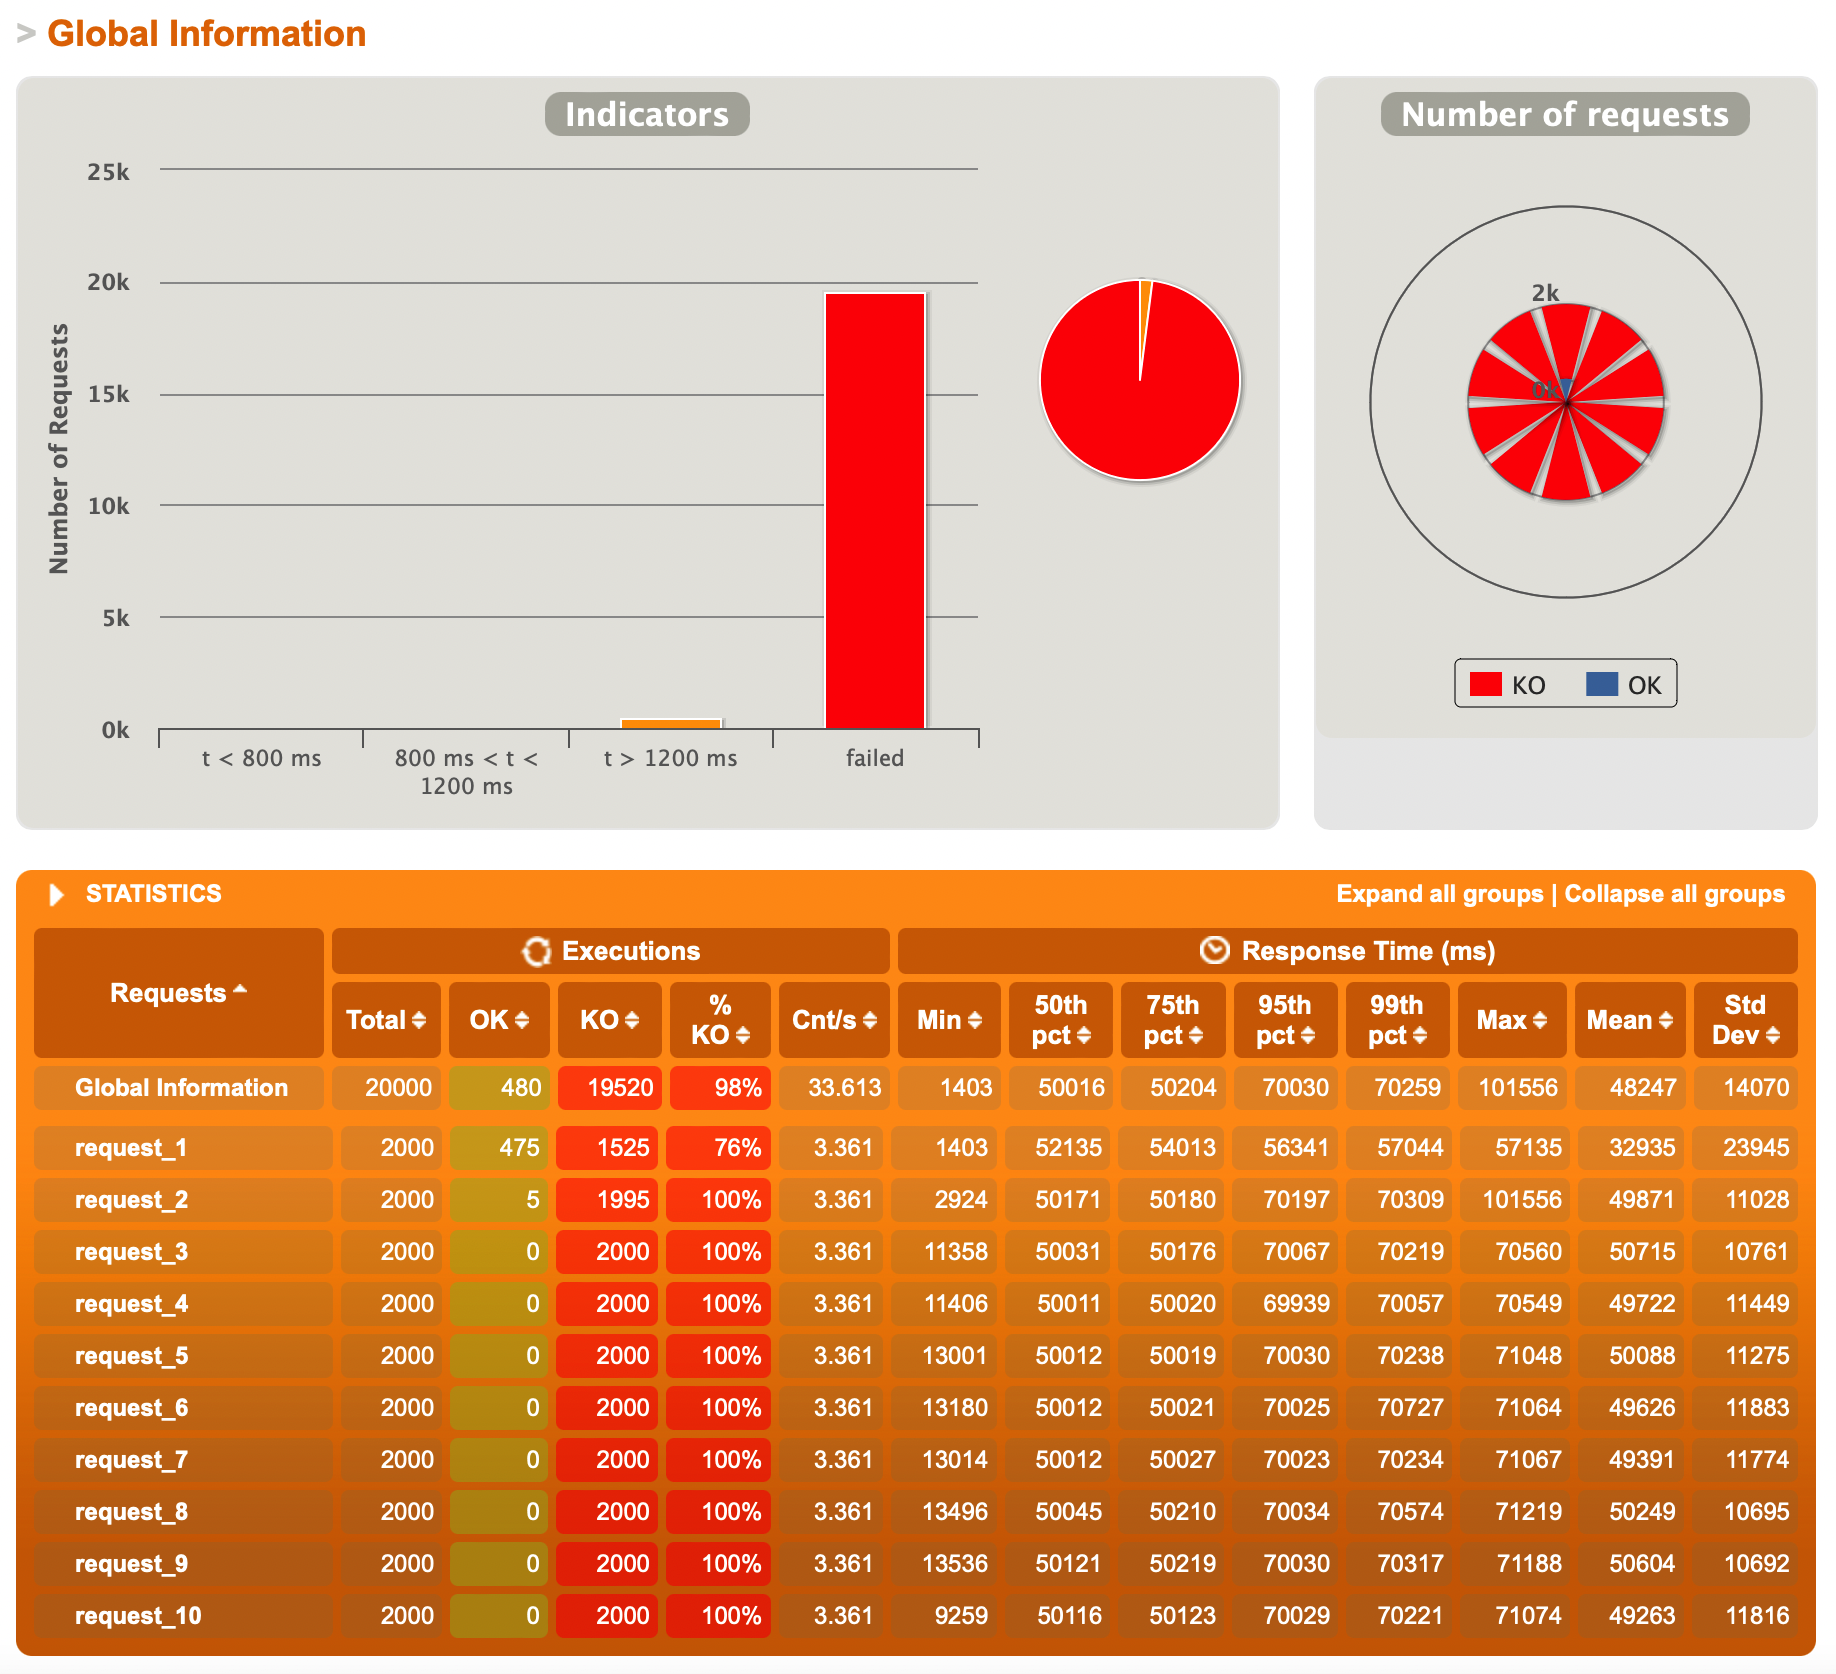 > Global Information
Indicators
Number of Requests
25k
20k
15k
10k
5k
0k
t < 800 ms
800 ms < t <
1200 ms
t > 1200 ms
failed
Number of requests
2k
0k
KO
OK
STATISTICS
Expand all groups | Collapse all groups
Requests
Executions
Response Time (ms)
Total OK KO % KO Cnt/s Min 50th pct 75th pct 95th pct 99th pct Max Mean Std Dev
Global Information 20000 480 19520 98% 33.613 1403 50016 50204 70030 70259 101556 48247 14070
request_1 2000 475 1525 76% 3.361 1403 52135 54013 56341 57044 57135 32935 23945
request_2 2000 5 1995 100% 3.361 2924 50171 50180 70197 70309 101556 49871 11028
request_3 2000 0 2000 100% 3.361 11358 50031 50176 70067 70219 70560 50715 10761
request_4 2000 0 2000 100% 3.361 11406 50011 50020 69939 70057 70549 49722 11449
request_5 2000 0 2000 100% 3.361 13001 50012 50019 70030 70238 71048 50088 11275
request_6 2000 0 2000 100% 3.361 13180 50012 50021 70025 70727 71064 49626 11883
request_7 2000 0 2000 100% 3.361 13014 50012 50027 70023 70234 71067 49391 11774
request_8 2000 0 2000 100% 3.361 13496 50045 50210 70034 70574 71219 50249 10695
request_9 2000 0 2000 100% 3.361 13536 50121 50219 70030 70317 71188 50604 10692
request_10 2000 0 2000 100% 3.361 9259 50116 50123 70029 70221 71074 49263 11816